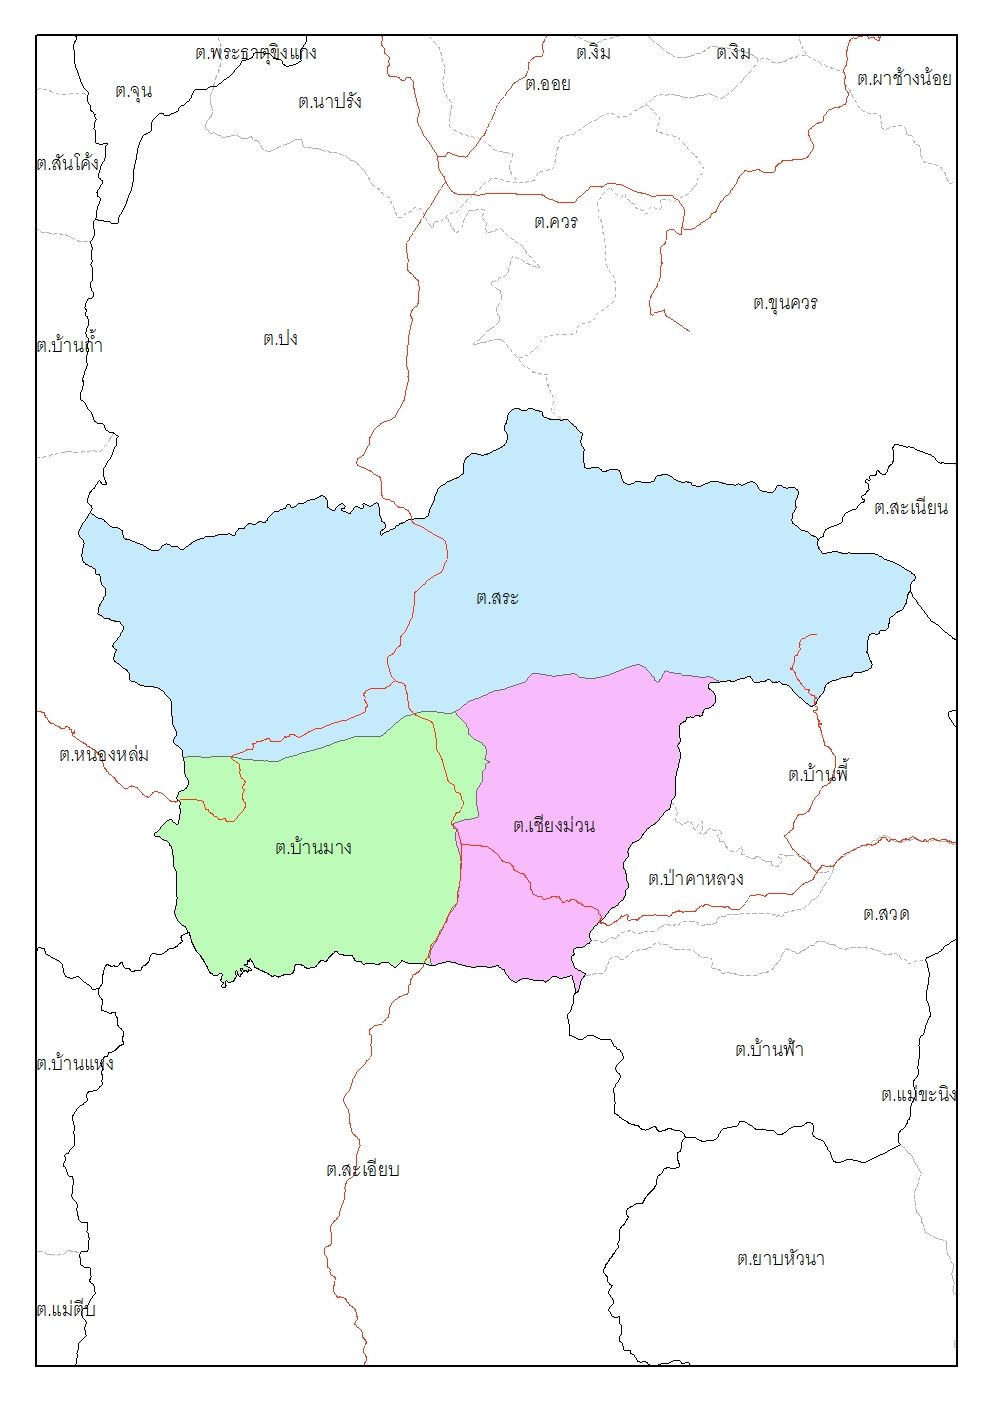 ต.พระธาตุขิงแกง
ต.งิม
ต.งิม
ต.ผาช้างน้อย
ต.ออย
ต.จุน
ต.นาปรัง
ต.สันโค้ง
ต.ควร
ต.ขุนควร
ต.ปง
ต.บ้านถ้ำ
ต.สะเนียน
ต.สระ
ต.หนองหล่ม
ต.บ้านพี้
ต.เชียงม่วน
ต.บ้านมาง
ต.ป่าคาหลวง
ต.สวด
ต.บ้านฟ้า
ต.บ้านแหง
ต.แม่ขะนิง
ต.สะเอียบ
ต.ยาบหัวนา
ต.แม่ตีบ